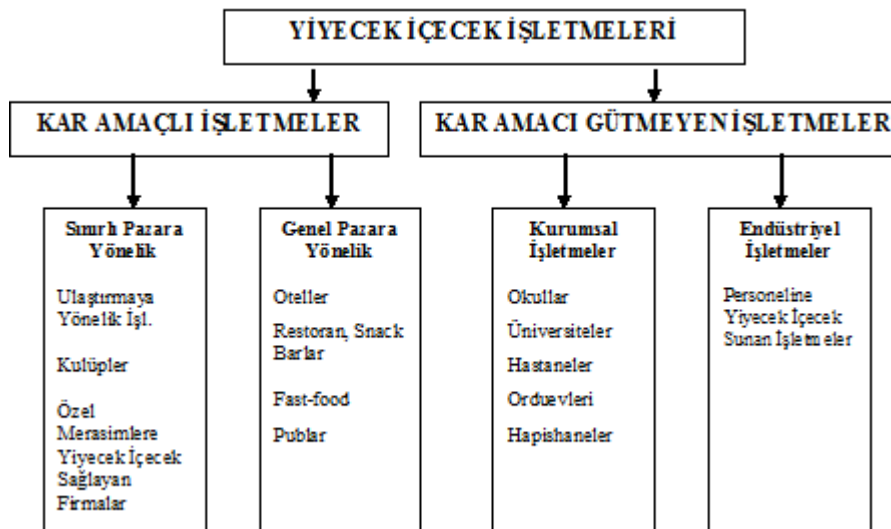 YİYECEK İÇECEK İŞLETMELERİ
KAR AMAÇLI İŞLETMELER
KAR AMACI GÜTMEYEN İŞLETMELER
Sınırlı Pazara
Yönelik
Ulaştırmaya
Yönelik İşl.
Kulüpler
Özel
Merasimlere
Yiyecek İçecek
Sağlayan
Firmalar
Genel Pazara
Yönelik
Oteller
Restoran, Snack
Barlar
Fast-food
Publar
Kurumsal
İşletmeler
Okullar
Üniversiteler
Hastaneler
Orduevleri
Hapishaneler
Endüstriyel
İşletmeler
Personeline
Yiyecek İçecek
Sunan İşletmeler